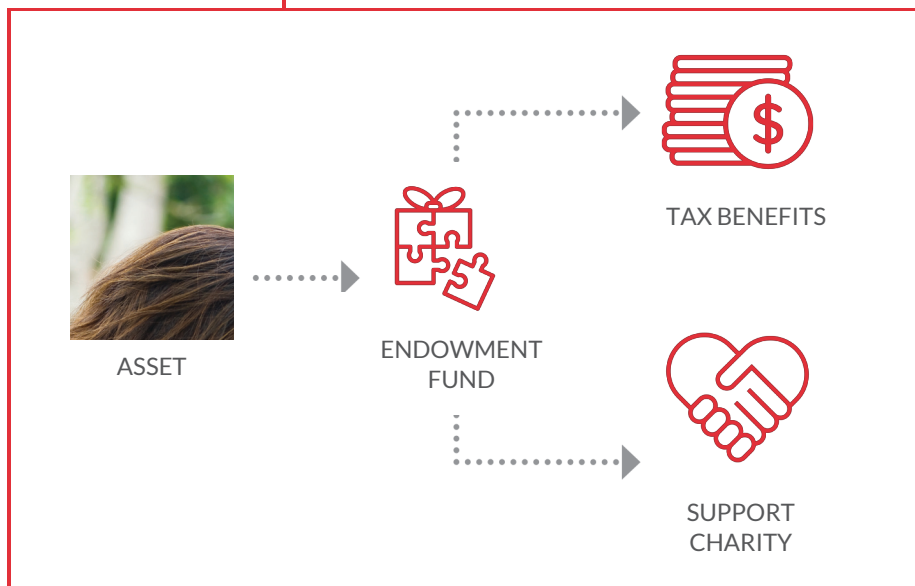 ASSET
ENDOWMENT
FUND
TAX BENEFITS
$
SUPPORT
CHARITY